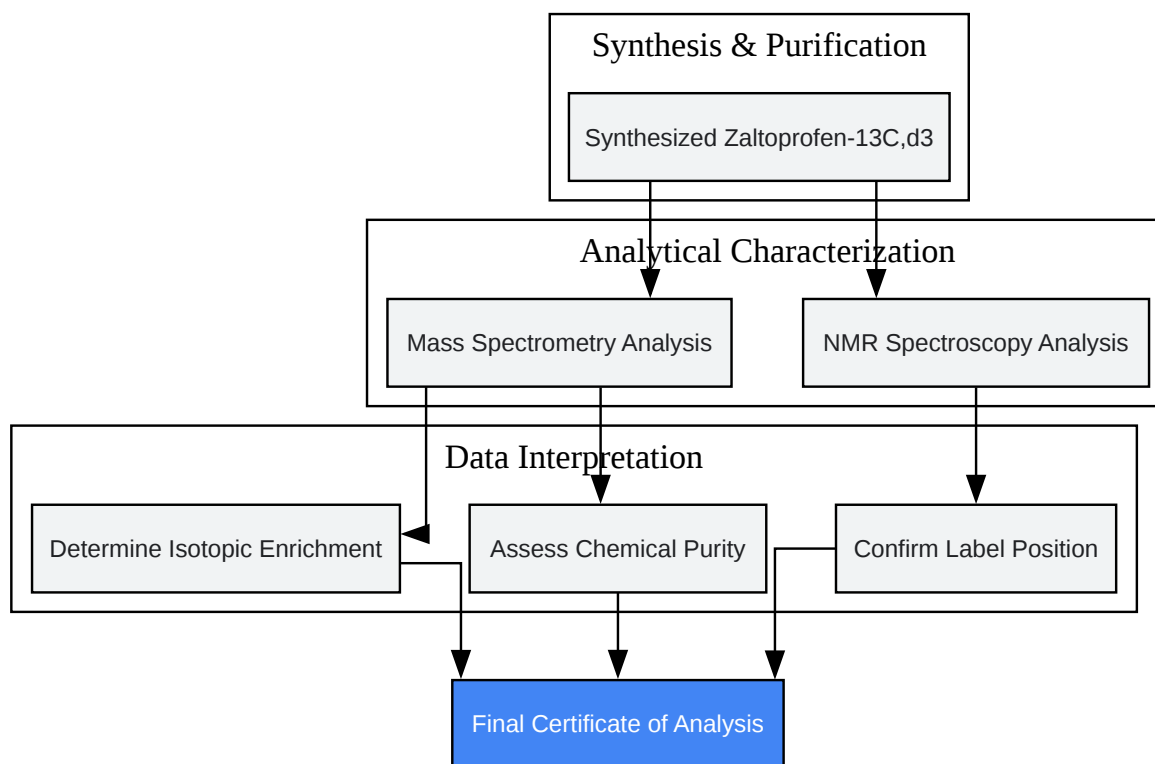 Synthesis & Purification
Synthesized Zaltoprofen-13C,d3
Analytical Characterization
Mass Spectrometry Analysis
NMR Spectroscopy Analysis
Data Interpretation
Determine Isotopic Enrichment
Assess Chemical Purity
Confirm Label Position
Final Certificate of Analysis